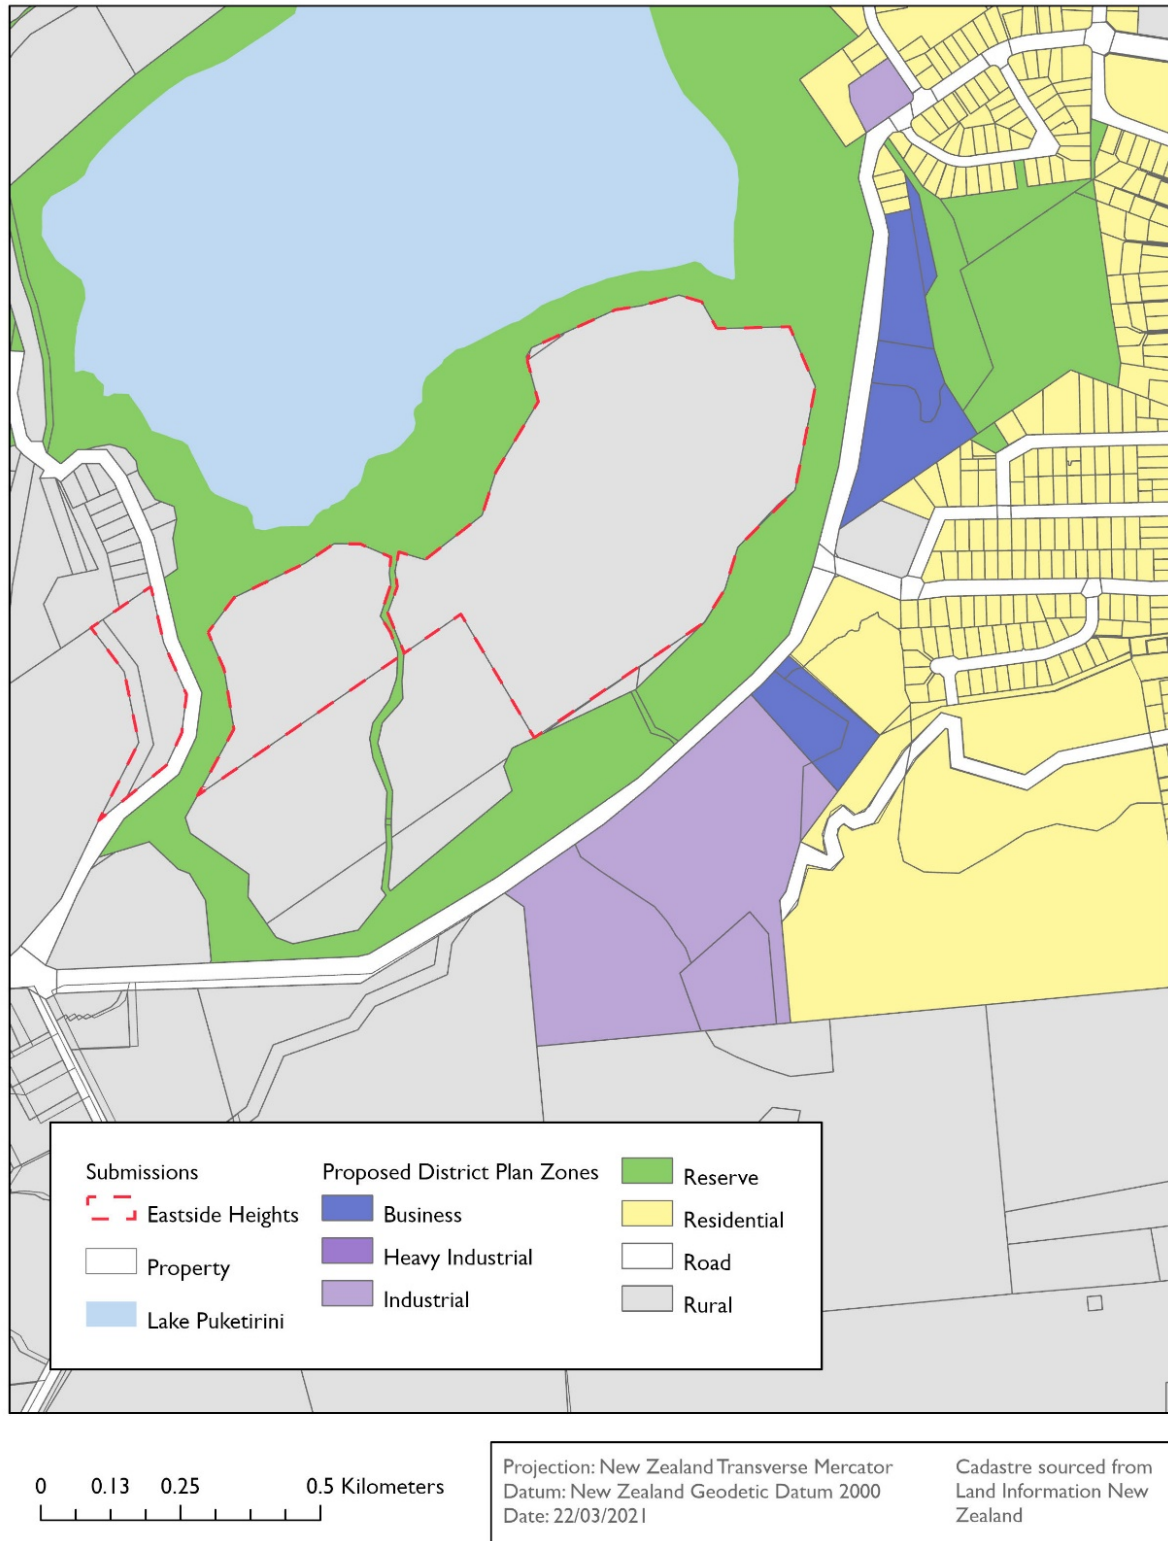 Submissions
Eastside Heights
Property
Lake Puketirini
Proposed District Plan Zones
Business
Heavy Industrial
Industrial
Reserve
Residential
Road
Rural
0 0.13 0.25 0.5 Kilometers
Projection: New Zealand Transverse Mercator
Datum: New Zealand Geodetic Datum 2000
Date: 22/03/2021
Cadastre sourced from
Land Information New
Zealand